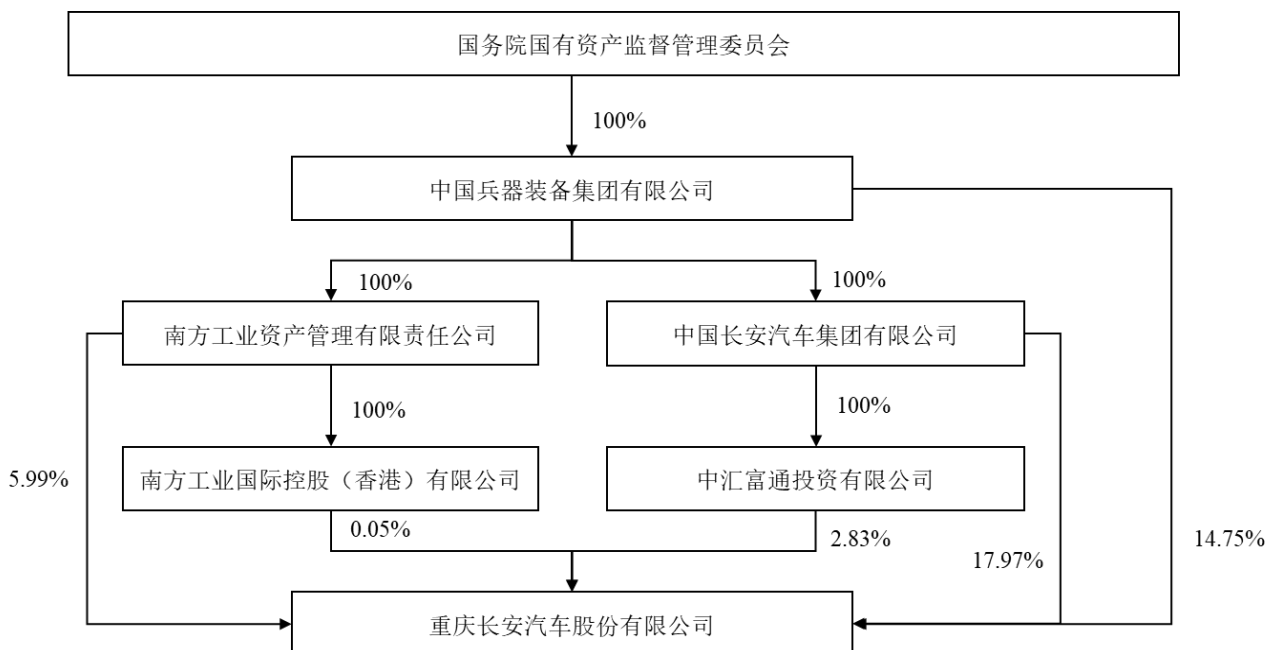 国务院国有资产监督管理委员会
100%
中国兵器装备集团有限公司
100%
100%
南方工业资产管理有限责任公司
中国长安汽车集团有限公司
100%
100%
5.99%
南方工业国际控股（香港）有限公司
中汇富通投资有限公司
0.05%
2.83%
17.97%
14.75%
重庆长安汽车股份有限公司